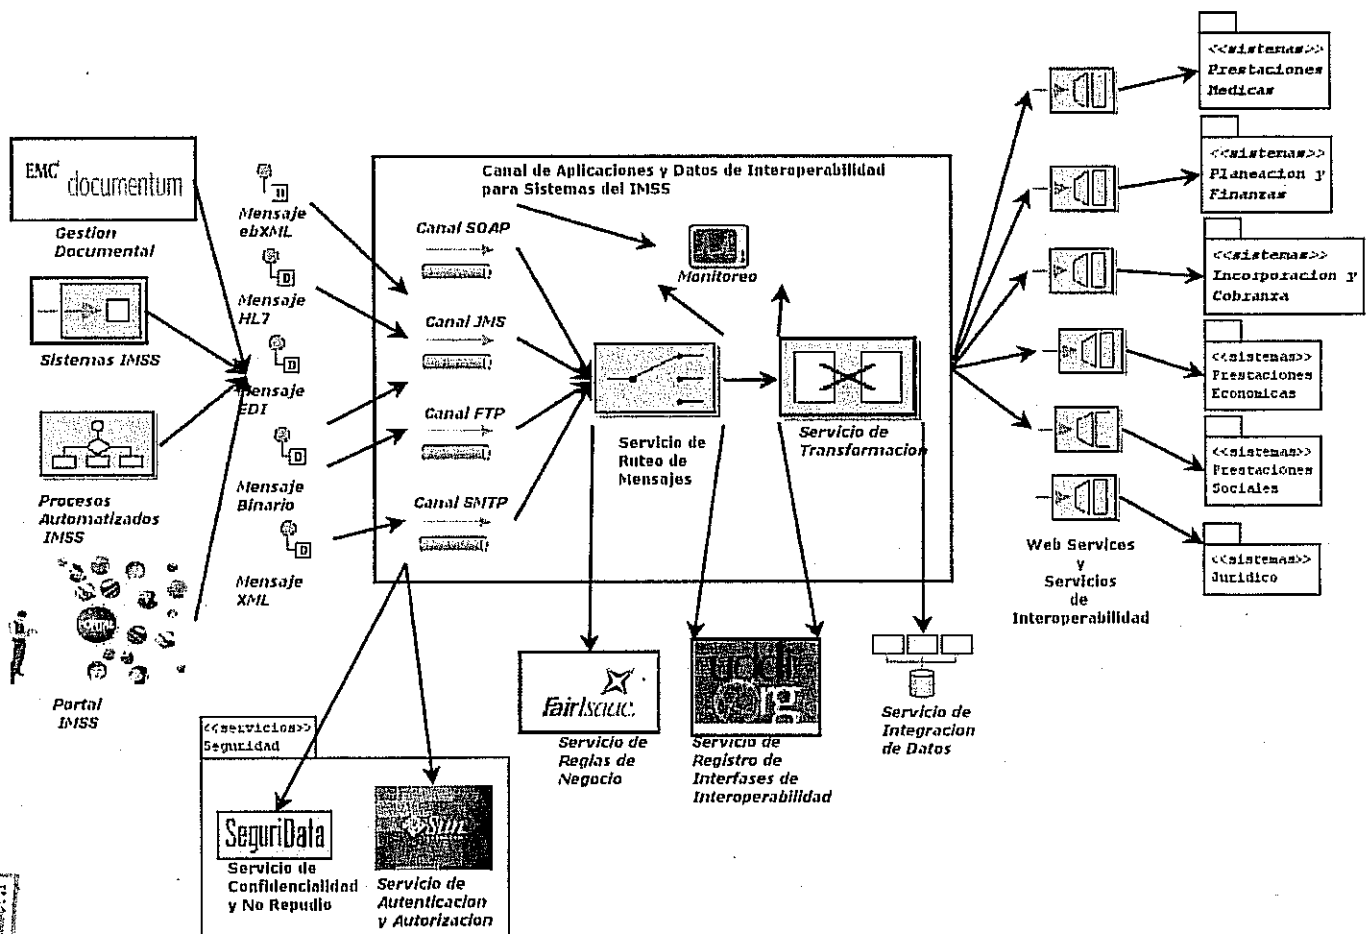 EMC² documentum
Gestion
Documental
Sistemas IMSS
Procesos
Automatizados
IMSS
Portal
IMSS
D
Mensaje
ebXML
D
Mensaje
HL7
D
Mensaje
EDI
D
Mensaje
Binario
D
Mensaje
XML
Canal de Aplicaciones y Datos de Interoperabilidad
para Sistemas del IMSS
Canal SOAP
Canal JMS
Canal FTP
Canal SMTP
Monitoreo
Servicio de
Ruteo de
Mensajes
Servicio de
Transformacion
<<servicios>>
Seguridad
SeguriData
Servicio de
Confidencialidad
y No Repudio
Sun
Servicio de
Autenticacion
y Autorizacion
FairIsaac.
Servicio de
Reglas de
Negocio
uddi
org
Servicio de
Registro de
Interfases de
Interoperabilidad
Servicio de
Integracion
de Datos
Web Services
y
Servicios
de
Interoperabilidad
<<sistemas>>
Prestaciones
Medicas
<<sistemas>>
Planeacion y
Finanzas
<<sistemas>>
Incorporacion y
Cobranza
<<sistemas>>
Prestaciones
Economicas
<<sistemas>>
Prestaciones
Sociales
<<sistemas>>
Juridico